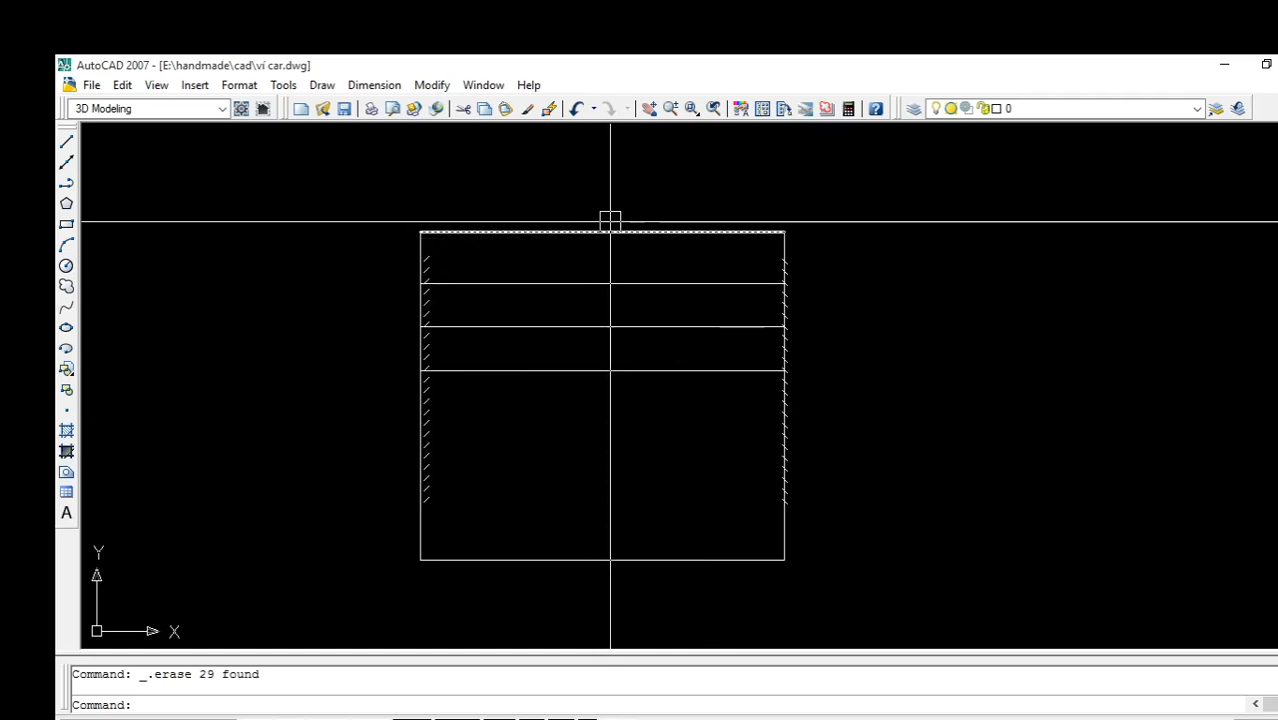 AutoCAD 2007 - [E:\handmade\cad\ví car.dwg]
File Edit View Insert Format Tools Draw Dimension Modify Window Help
3D Modeling 0
A
Y
X
Command: _.erase 29 found
Command: